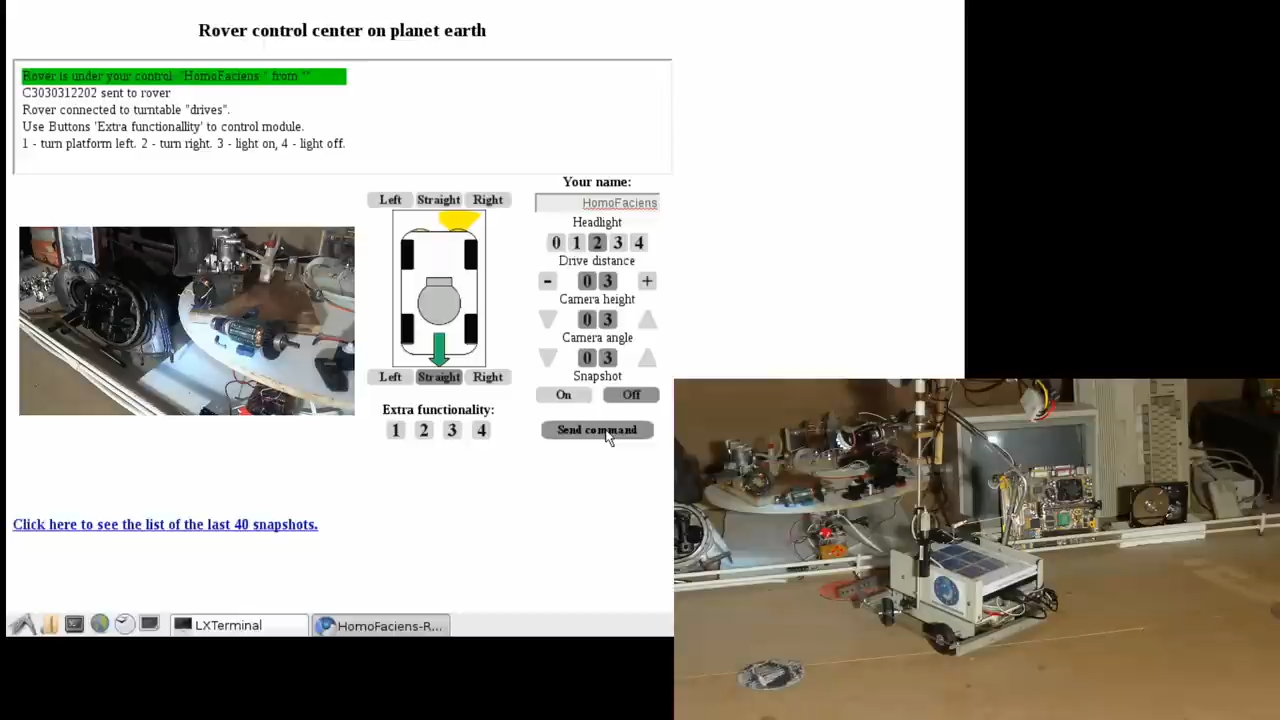 Rover control center on planet earth
Rover is under your control: "HomoFaciens " from ""
C3030312202 sent to rover
Rover connected to turntable "drives".
Use Buttons 'Extra functionallity' to control module.
1 - turn platform left. 2 - turn right. 3 - light on, 4 - light off.
Your name:
HomoFaciens
Left Straight Right
Headlight
0 1 2 3 4
Drive distance
- 0 3 +
Camera height
0 3
Camera angle
0 3
Snapshot
On Off
Left Straight Right
Extra functionality:
1 2 3 4
Send command
Click here to see the list of the last 40 snapshots.
LXTerminal
HomoFaciens-R...